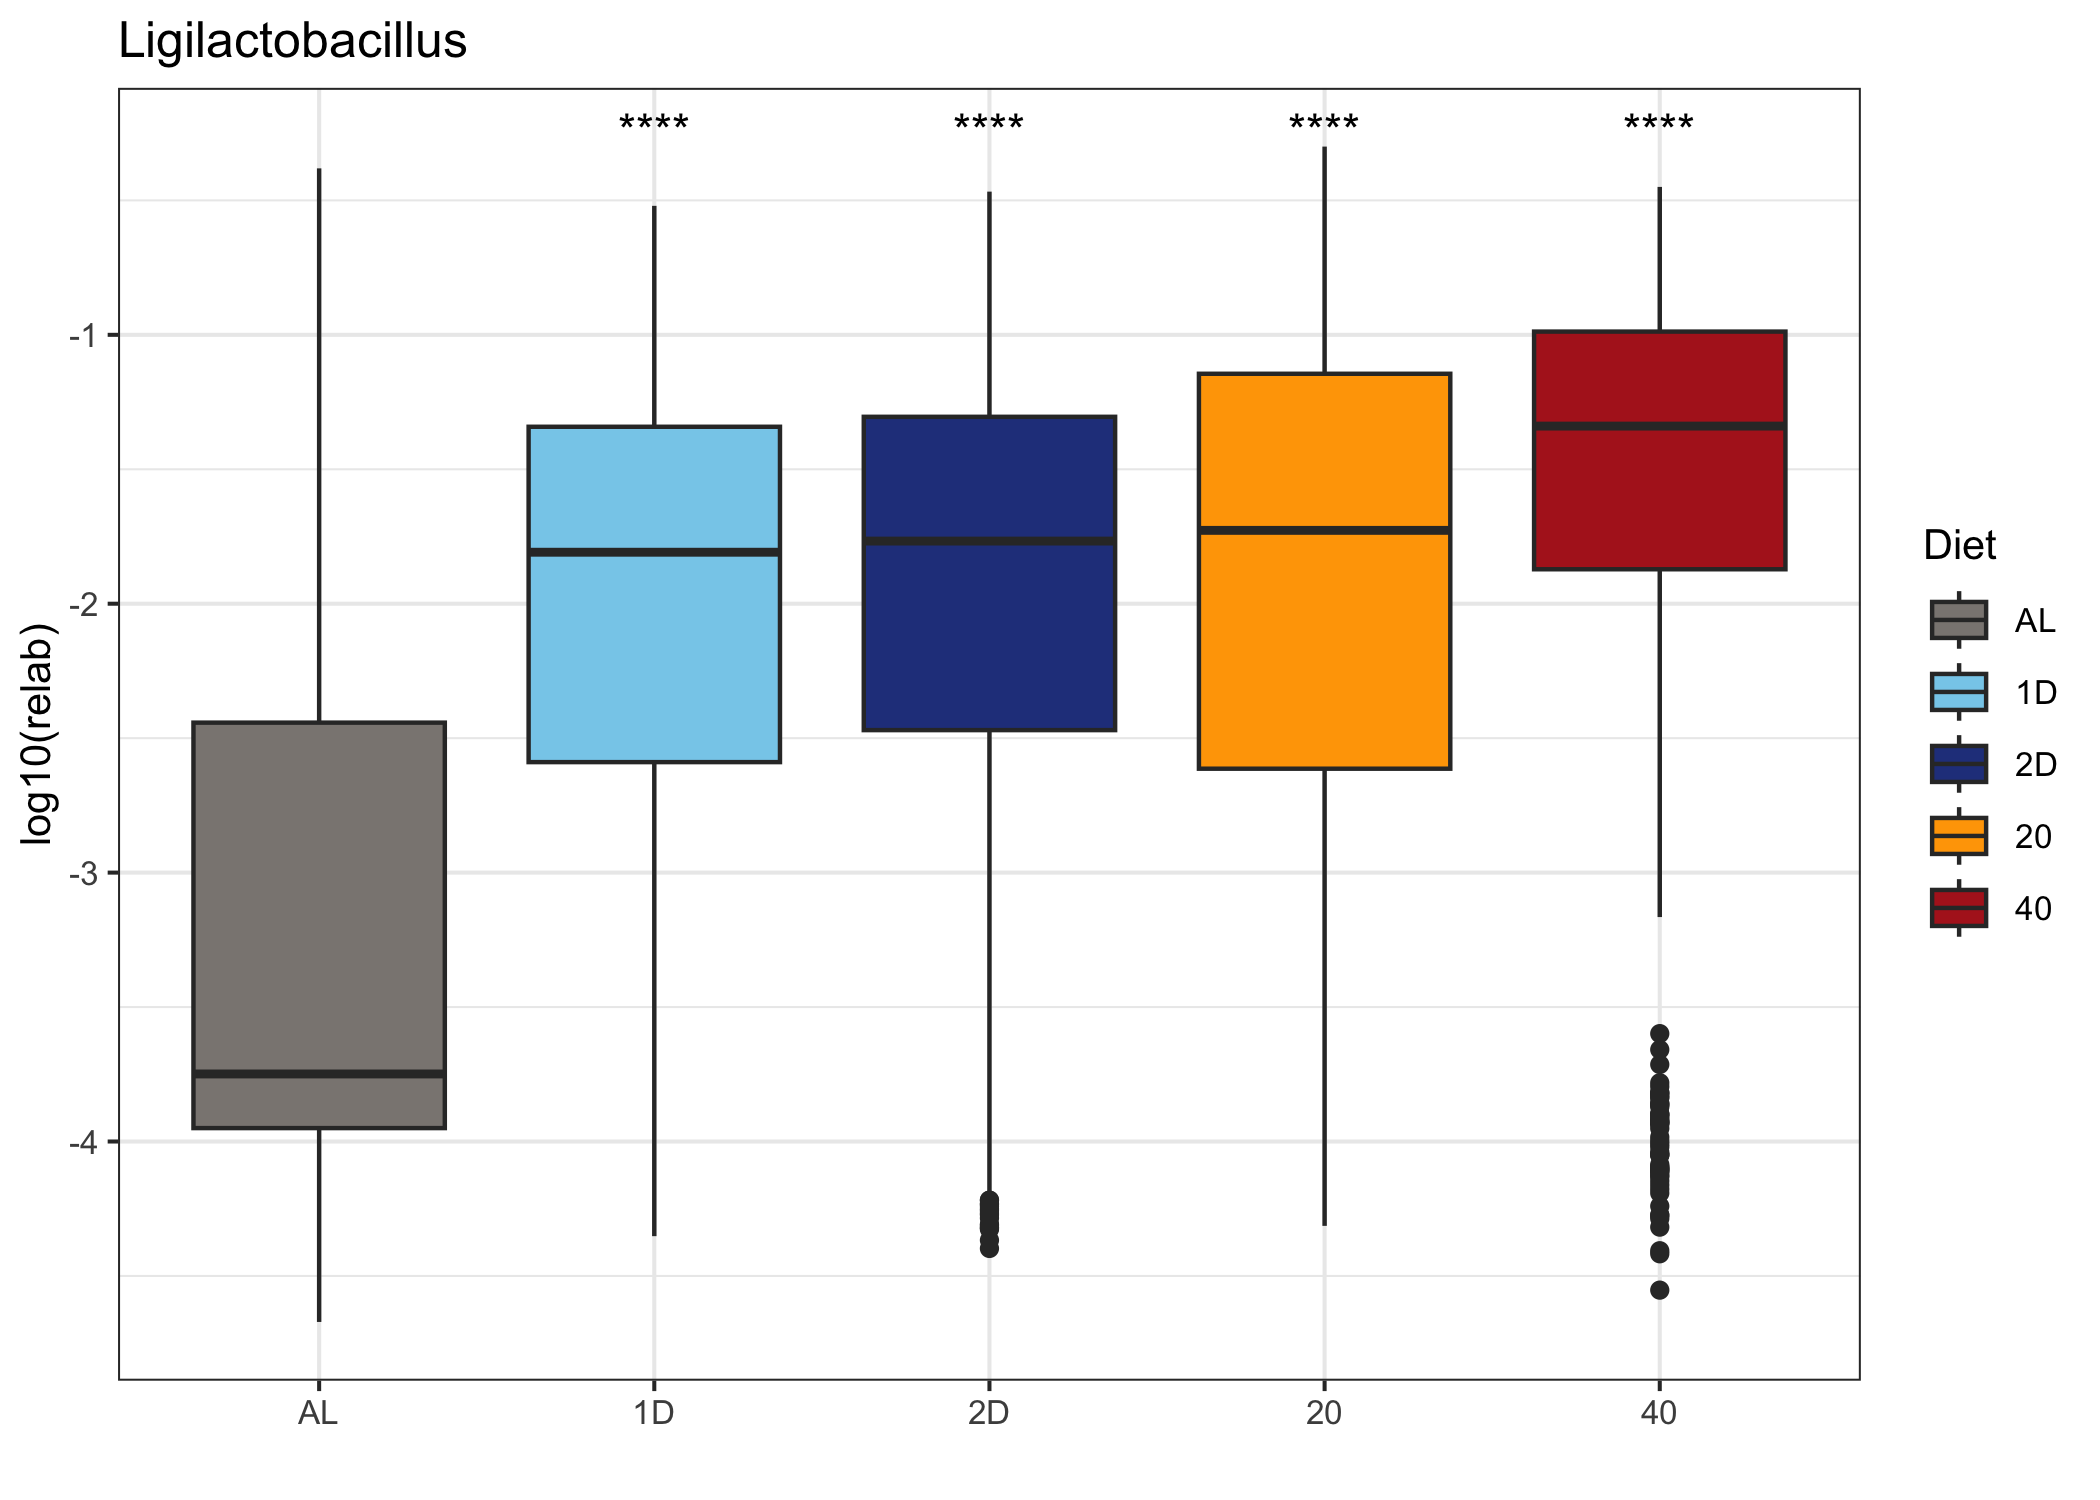 Ligilactobacillus
**** **** **** ****
log10(relab)
-1
-2
-3
-4
AL 1D 2D 20 40
Diet
AL
1D
2D
20
40